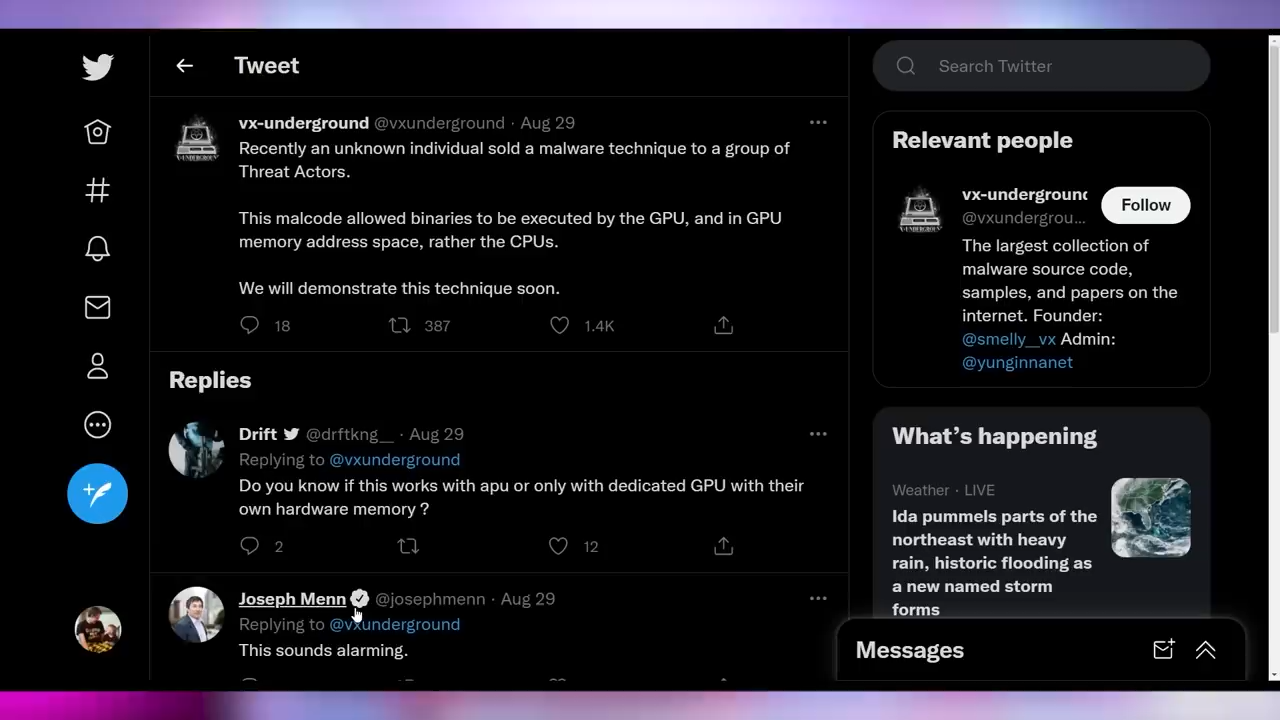 Tweet
vx-underground @vxunderground · Aug 29
Recently an unknown individual sold a malware technique to a group of
Threat Actors.
This malcode allowed binaries to be executed by the GPU, and in GPU
memory address space, rather the CPUs.
We will demonstrate this technique soon.
18 387 1.4K
Replies
Drift @drftkng__ · Aug 29
Replying to @vxunderground
Do you know if this works with apu or only with dedicated GPU with their
own hardware memory ?
2 12
Joseph Menn @josephmenn · Aug 29
Replying to @vxunderground
This sounds alarming.
Search Twitter
Relevant people
vx-underground
@vxundergrou...
Follow
The largest collection of
malware source code,
samples, and papers on the
internet. Founder:
@smelly__vx Admin:
@yunginnanet
What's happening
Weather · LIVE
Ida pummels parts of the
northeast with heavy
rain, historic flooding as
a new named storm
forms
Messages